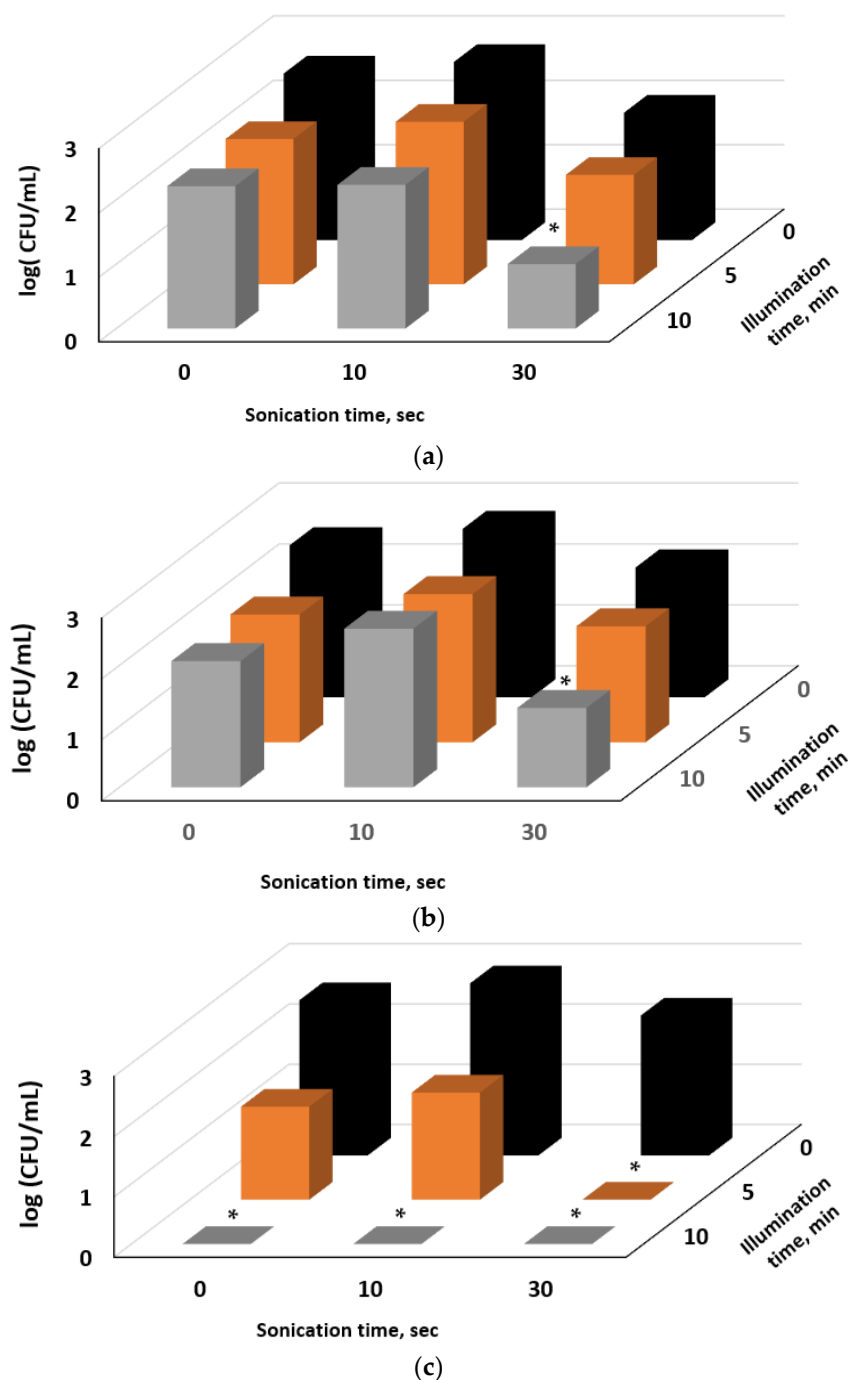 3
2
1
0
log( CFU/mL)
*
0
5
10
Illumination
time, min
0 10 30
Sonication time, sec
(a)
3
2
1
0
log (CFU/mL)
*
0
5
10
Illumination
time, min
0 10 30
Sonication time, sec
(b)
3
2
1
0
log (CFU/mL)
*
* * *
0
5
10
Illumination
time, min
0 10 30
Sonication time, sec
(c)